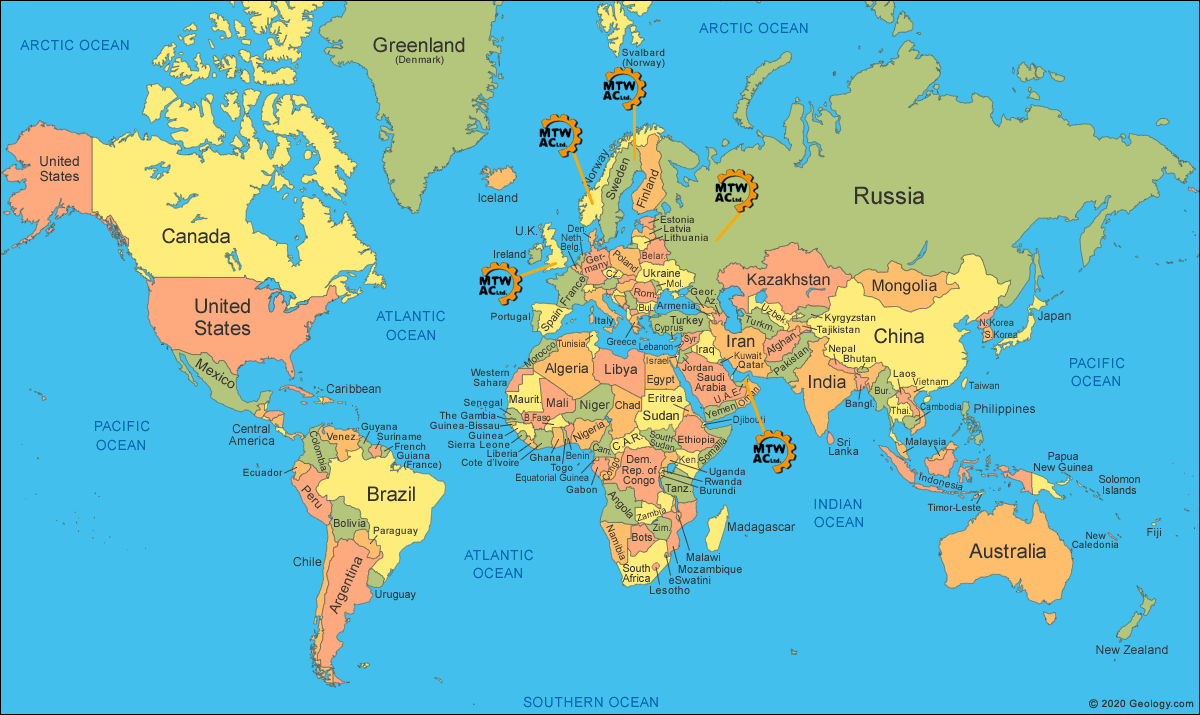 ARCTIC OCEAN
ARCTIC OCEAN
Greenland
(Denmark)
Svalbard
(Norway)
MTW
AC Ltd.
MTW
AC Ltd.
MTW
AC Ltd.
MTW
AC Ltd.
MTW
AC Ltd.
United
States
Canada
United
States
Mexico
Iceland
Norway
Sweden
Finland
Russia
Estonia
Latvia
Lithuania
U.K.
Ireland
Den.
Neth.
Belg.
Ger-
many
Poland
Belar.
Ukraine
Mol.
Cz.
France
Spain
Portugal
Italy
Rom.
Bul.
Greece
Turkey
Cyprus
Lebanon
Israel
Syr.
Armenia
Geor.
Az.
Kazakhstan
Mongolia
Uzbek.
Turkm.
Kyrgyzstan
Tajikistan
China
N. Korea
S. Korea
Japan
Iran
Iraq
Afghan.
Pakistan
Nepal
Bhutan
India
Bangl.
Bur.
Laos
Vietnam
Thai.
Cambodia
Taiwan
Philippines
Malaysia
Indonesia
Sri
Lanka
Jordan
Kuwait
Qatar
Saudi
Arabia
U.A.E.
Oman
Yemen
Djibouti
ATLANTIC
OCEAN
PACIFIC
OCEAN
PACIFIC
OCEAN
Caribbean
Central
America
Guyana
Suriname
French
Guiana
(France)
Venez.
Colombia
Ecuador
Peru
Brazil
Bolivia
Paraguay
Chile
Argentina
Uruguay
Morocco
Tunisia
Western
Sahara
Algeria
Libya
Egypt
Maurit.
Mali
Niger
Chad
Sudan
Eritrea
Senegal
The Gambia
Guinea-Bissau
Guinea
Sierra Leone
Liberia
Cote d'Ivoire
B.Faso
Ghana
Togo
Benin
Nigeria
Equatorial Guinea
Gabon
Cam.
Congo
C.A.R.
South
Sudan
Ethiopia
Somalia
Ken.
Uganda
Rwanda
Burundi
Dem.
Rep. of
Congo
Tanz.
Angola
Zambia
Zim.
Namibia
Bots.
South
Africa
Malawi
Mozambique
eSwatini
Lesotho
Madagascar
ATLANTIC
OCEAN
INDIAN
OCEAN
Papua
New Guinea
Solomon
Islands
Timor-Leste
Australia
New
Caledonia
Fiji
New Zealand
SOUTHERN OCEAN
© 2020 Geology.com